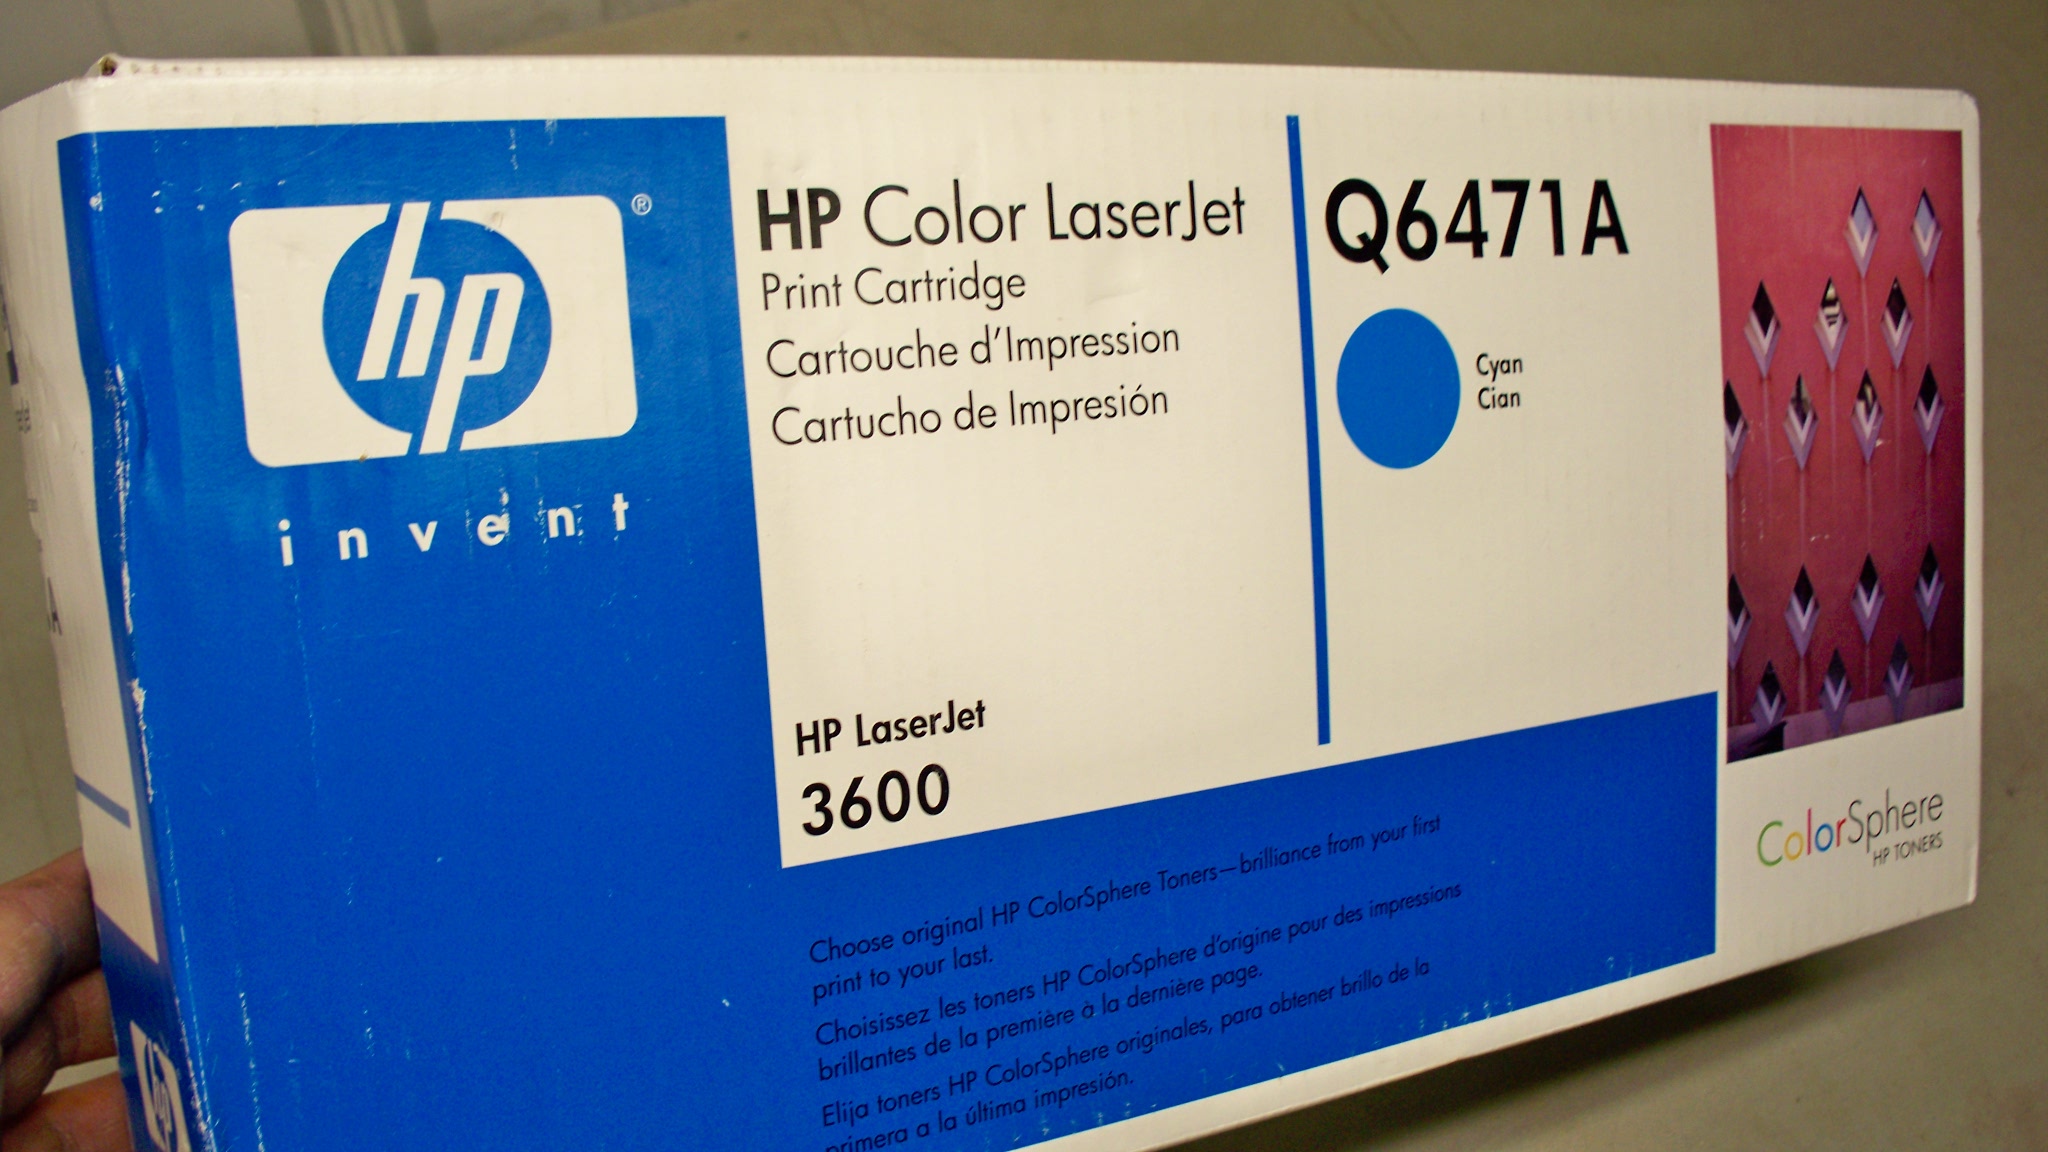 hp®
invent
HP Color LaserJet
Print Cartridge
Cartouche d'Impression
Cartucho de Impresión
HP LaserJet
3600
Q6471A
Cyan
Cian
Choose original HP ColorSphere Toners—brilliance from your first
print to your last.
Choisissez les toners HP ColorSphere d'origine pour des impressions
brillantes de la première à la dernière page.
Elija toners HP ColorSphere originales, para obtener brillo de la
primera a la última impresión.
ColorSphere
HP TONERS
hp
A